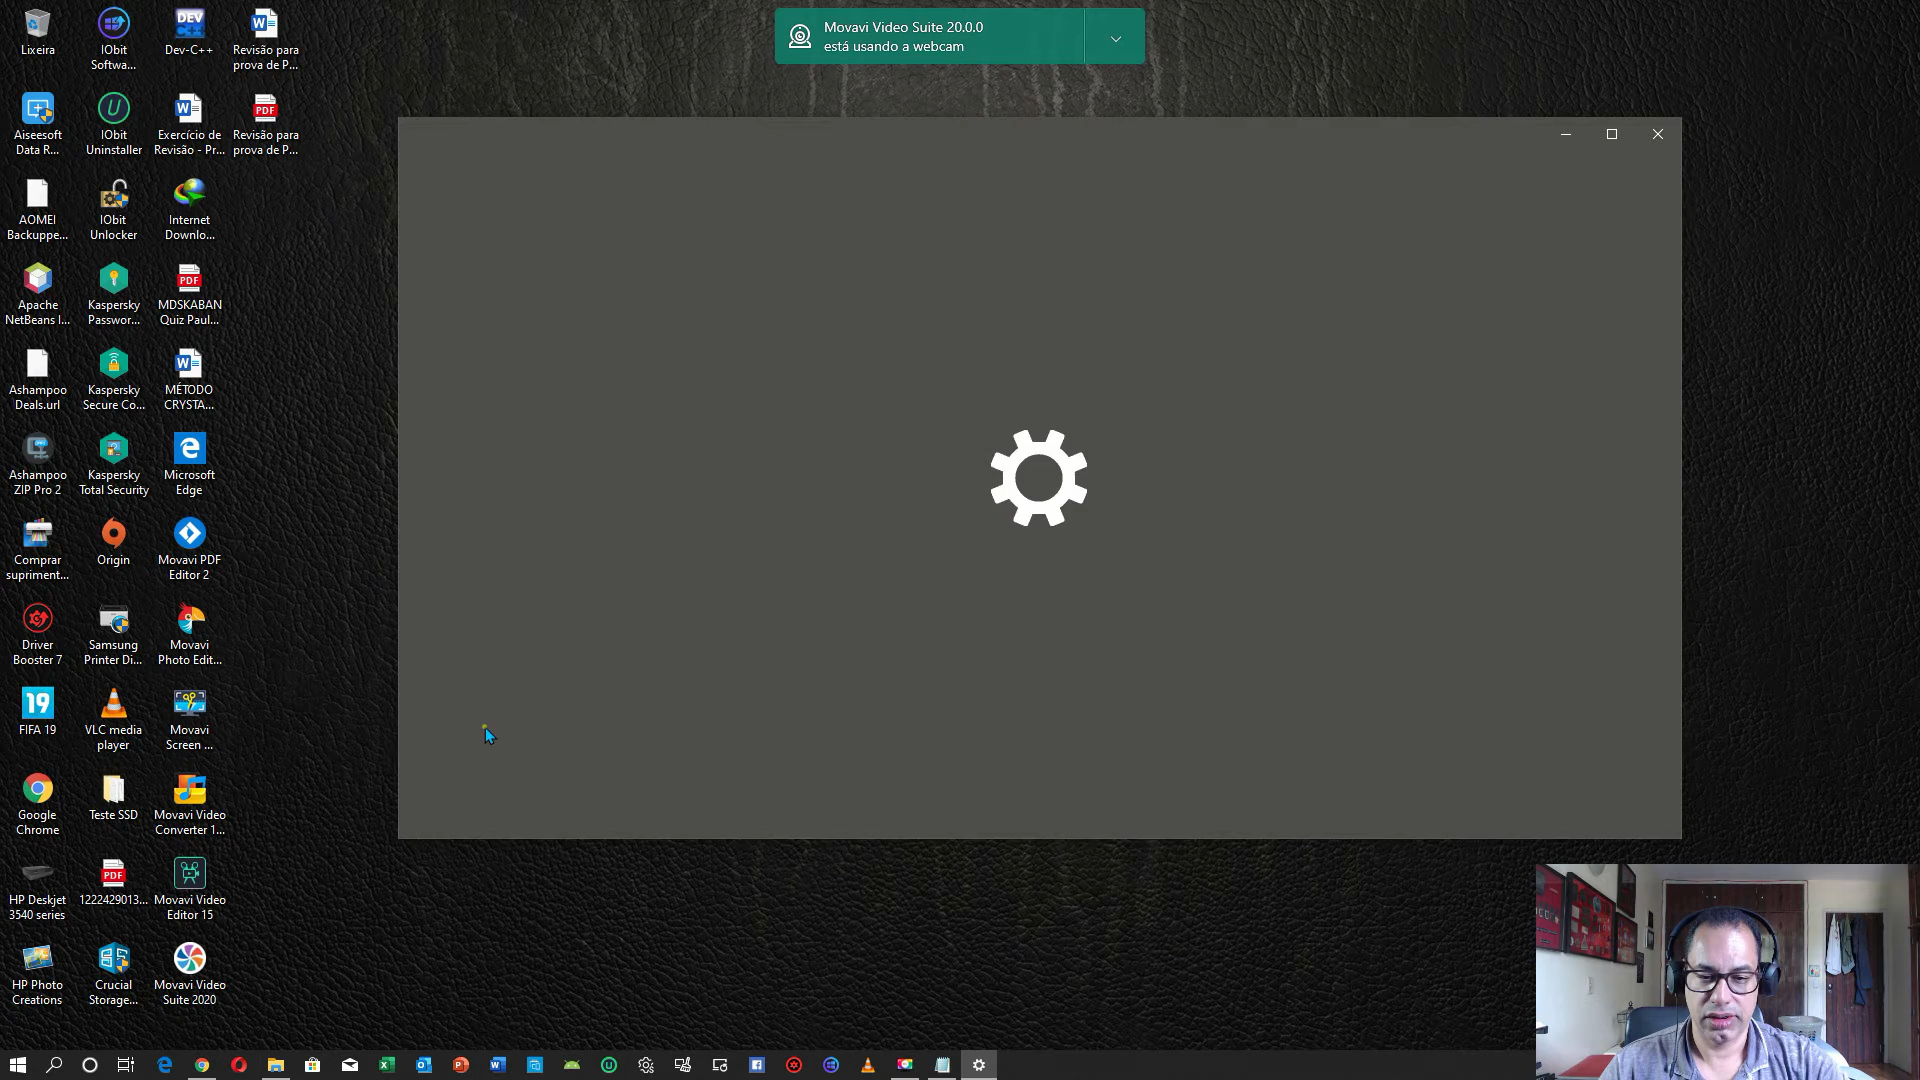 Movavi Video Suite 20.0.0
está usando a webcam
Lixeira
IObit
Softwa...
Dev-C++
DEV
Revisão para
prova de P...
Aiseesoft
Data R...
IObit
Uninstaller
Exercício de
Revisão - Pr...
PDF
Revisão para
prova de P...
AOMEI
Backuppe...
IObit
Unlocker
Internet
Downlo...
Apache
NetBeans I...
Kaspersky
Passwor...
PDF
MDSKABAN
Quiz Paul...
Ashampoo
Deals.url
Kaspersky
Secure Co...
MÉTODO
CRYSTA...
Ashampoo
ZIP Pro 2
Kaspersky
Total Security
Microsoft
Edge
Comprar
supriment...
Origin
Movavi PDF
Editor 2
Driver
Booster 7
Samsung
Printer Di...
Movavi
Photo Edit...
19
FIFA 19
VLC media
player
Movavi
Screen ...
Google
Chrome
Teste SSD
Movavi Video
Converter 1...
HP Deskjet
3540 series
PDF
1222429013...
Movavi Video
Editor 15
HP Photo
Creations
Crucial
Storage...
Movavi Video
Suite 2020